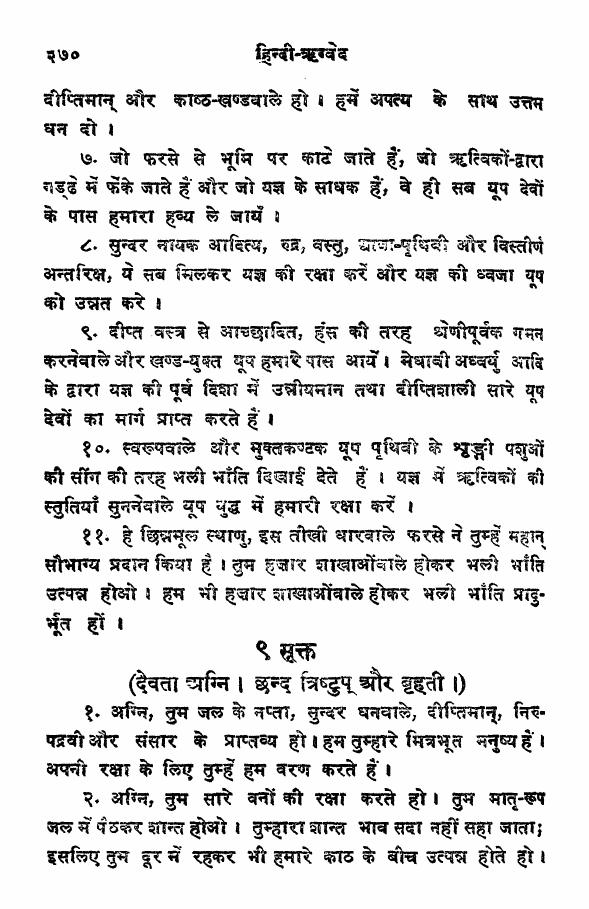 ३७०
हिन्दी-ऋग्वेद
दीप्तिमान् और काष्ठ-खण्डवाले हो। हमें अपत्य के साथ उत्तम
धन दो।
७. जो फरसे से भूमि पर काटे जाते हैं, जो ऋत्विकों-द्वारा
गड्ढे में फेंके जाते हैं और जो यज्ञ के साधक हैं, वे ही सब यूप देवों
के पास हमारा हव्य ले जायँ।
८. सुन्दर नायक आदित्य, रुद्र, वस्तु, द्यावा-पृथिवी और विस्तीर्ण
अन्तरिक्ष, ये सब मिलकर यज्ञ की रक्षा करें और यज्ञ की ध्वजा यूप
को उन्नत करे।
९. दीप्त वस्त्र से आच्छादित, हंस की तरह श्रेणीपूर्वक गमन
करनेवाले और खण्ड-युक्त यूप हमारे पास आयें। मेधावी अध्वर्यु आदि
के द्वारा यज्ञ की पूर्व दिशा में उन्नीयमान तथा दीप्तिशाली सारे यूप
देवों का मार्ग प्राप्त करते हैं।
१०. स्वरुपवाले और मुक्तकण्टक यूप पृथिवी के श्रृङ्गी पशुओं
की सींग की तरह भली भाँति दिखाई देते हैं। यज्ञ में ऋत्विकों की
स्तुतियाँ सुननेवाले यूप युद्ध में हमारी रक्षा करें।
११. हे छिन्नमूल स्थाणु, इस तीखी धारवाले फरसे ने तुम्हें महान्
सौभाग्य प्रदान किया है। तुम हज़ार शाखाओंवाले होकर भली भाँति
उत्पन्न होओ। हम भी हज़ार शाखाओंवाले होकर भली भाँति प्रादु-
र्भूत हों।
९ सूक्त
(देवता अग्नि। छन्द त्रिष्टुप् और बृहती।)
१. अग्नि, तुम जल के नप्ता, सुन्दर धनवाले, दीप्तिमान्, निरु-
पद्रवी और संसार के प्राप्तव्य हो। हम तुम्हारे मित्रभूत मनुष्य हैं।
अपनी रक्षा के लिए तुम्हें हम वरण करते हैं।
२. अग्नि, तुम सारे वनों की रक्षा करते हो। तुम मातृ-रूप
जल में पैठकर शान्त होओ। तुम्हारा शान्त भाव सदा नहीं सहा जाता;
इसलिए तुम दूर में रहकर भी हमारे काठ के बीच उत्पन्न होते हो।